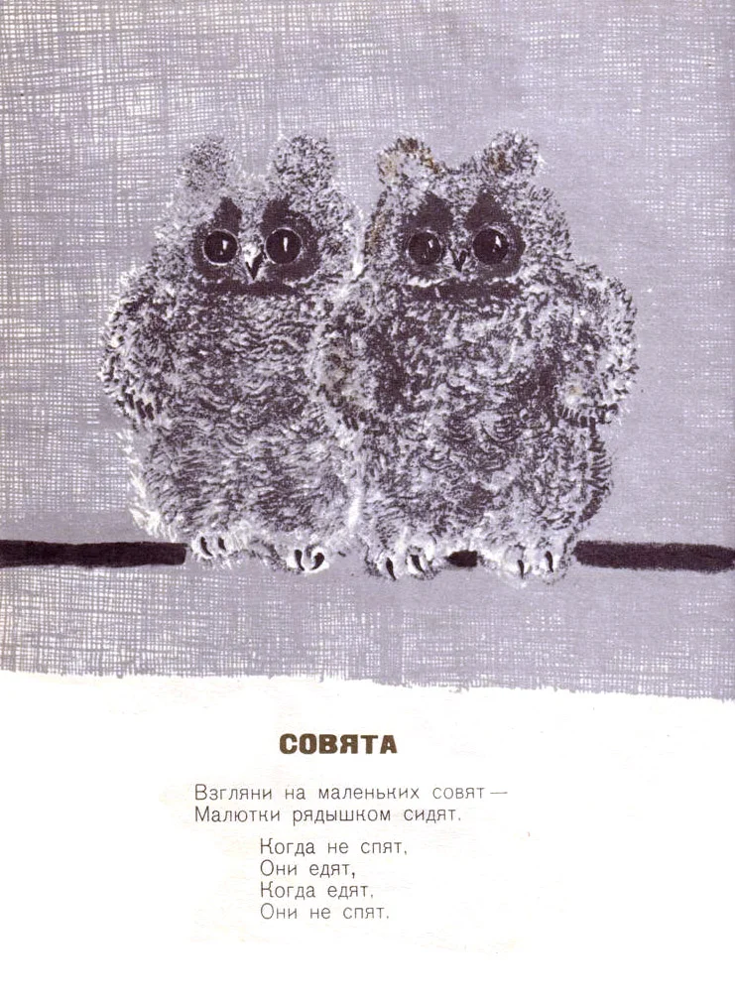 СОВЯТА
Взгляни на маленьких совят —
Малютки рядышком сидят.
Когда не спят,
Они едят,
Когда едят,
Они не спят.